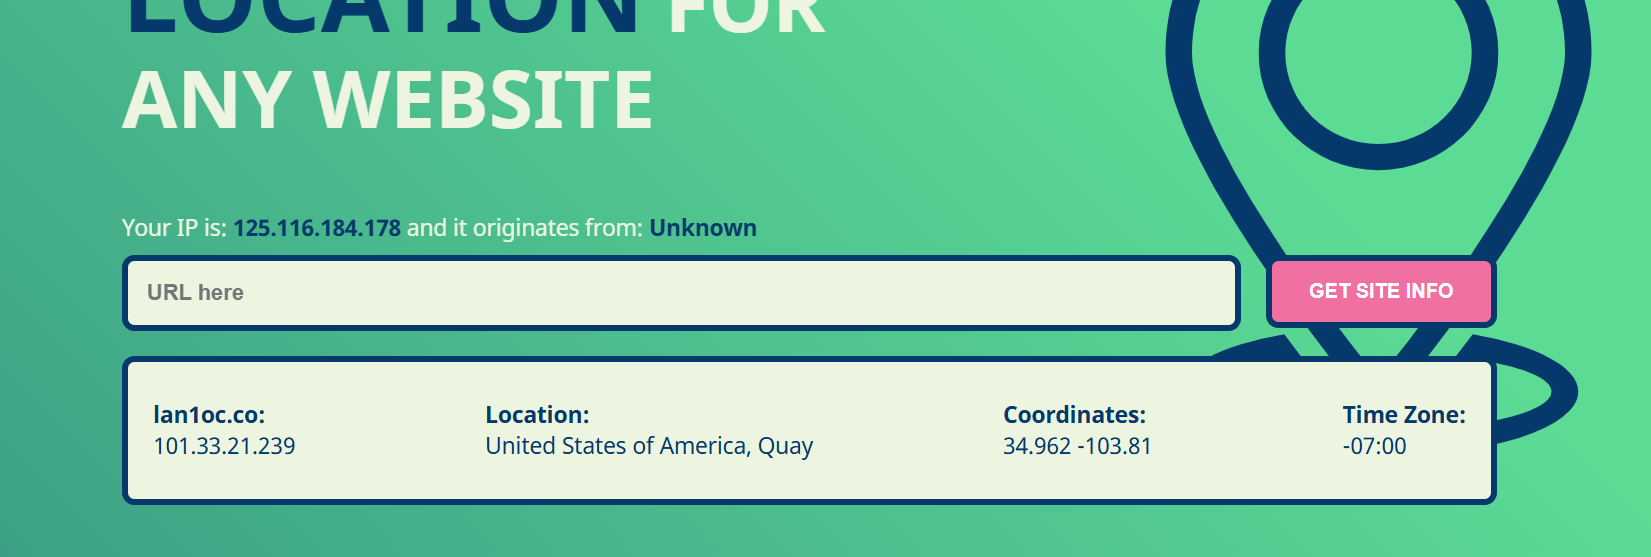 LOCATION FOR
ANY WEBSITE
Your IP is: 125.116.184.178 and it originates from: Unknown
URL here
GET SITE INFO
lan1oc.co:
101.33.21.239
Location:
United States of America, Quay
Coordinates:
34.962 -103.81
Time Zone:
-07:00